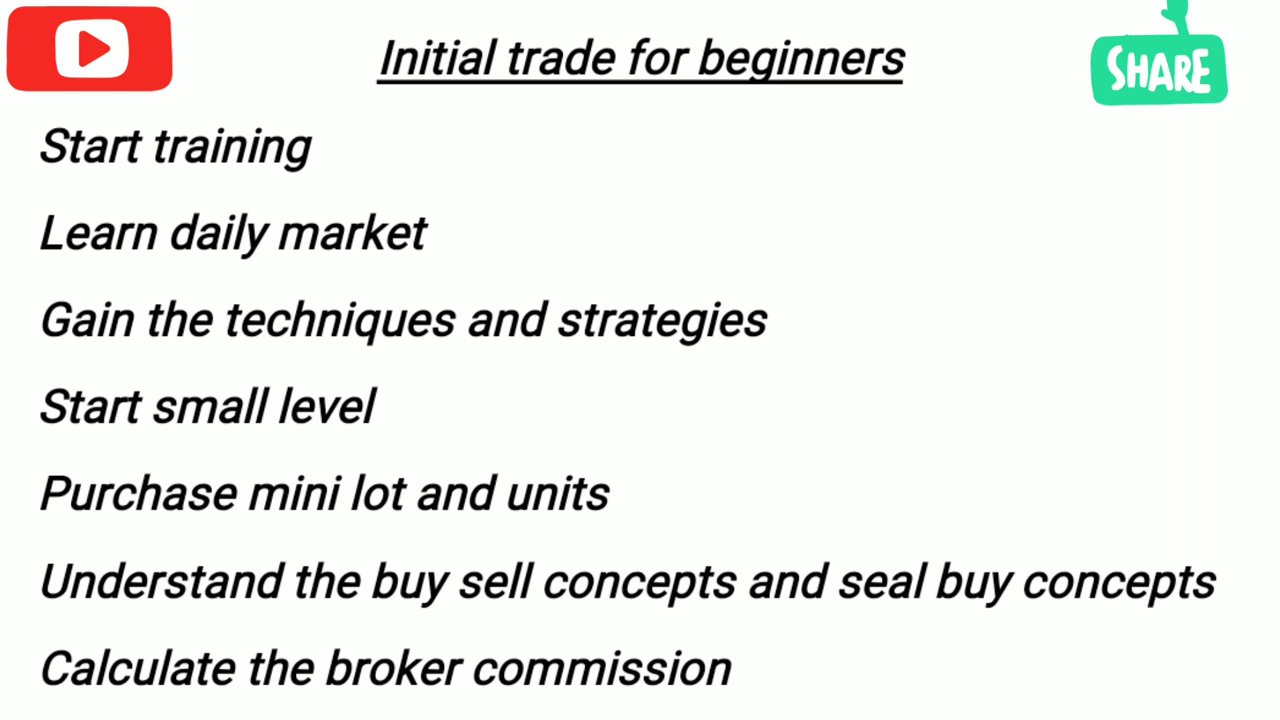 Initial trade for beginners
SHARE
Start training
Learn daily market
Gain the techniques and strategies
Start small level
Purchase mini lot and units
Understand the buy sell concepts and seal buy concepts
Calculate the broker commission